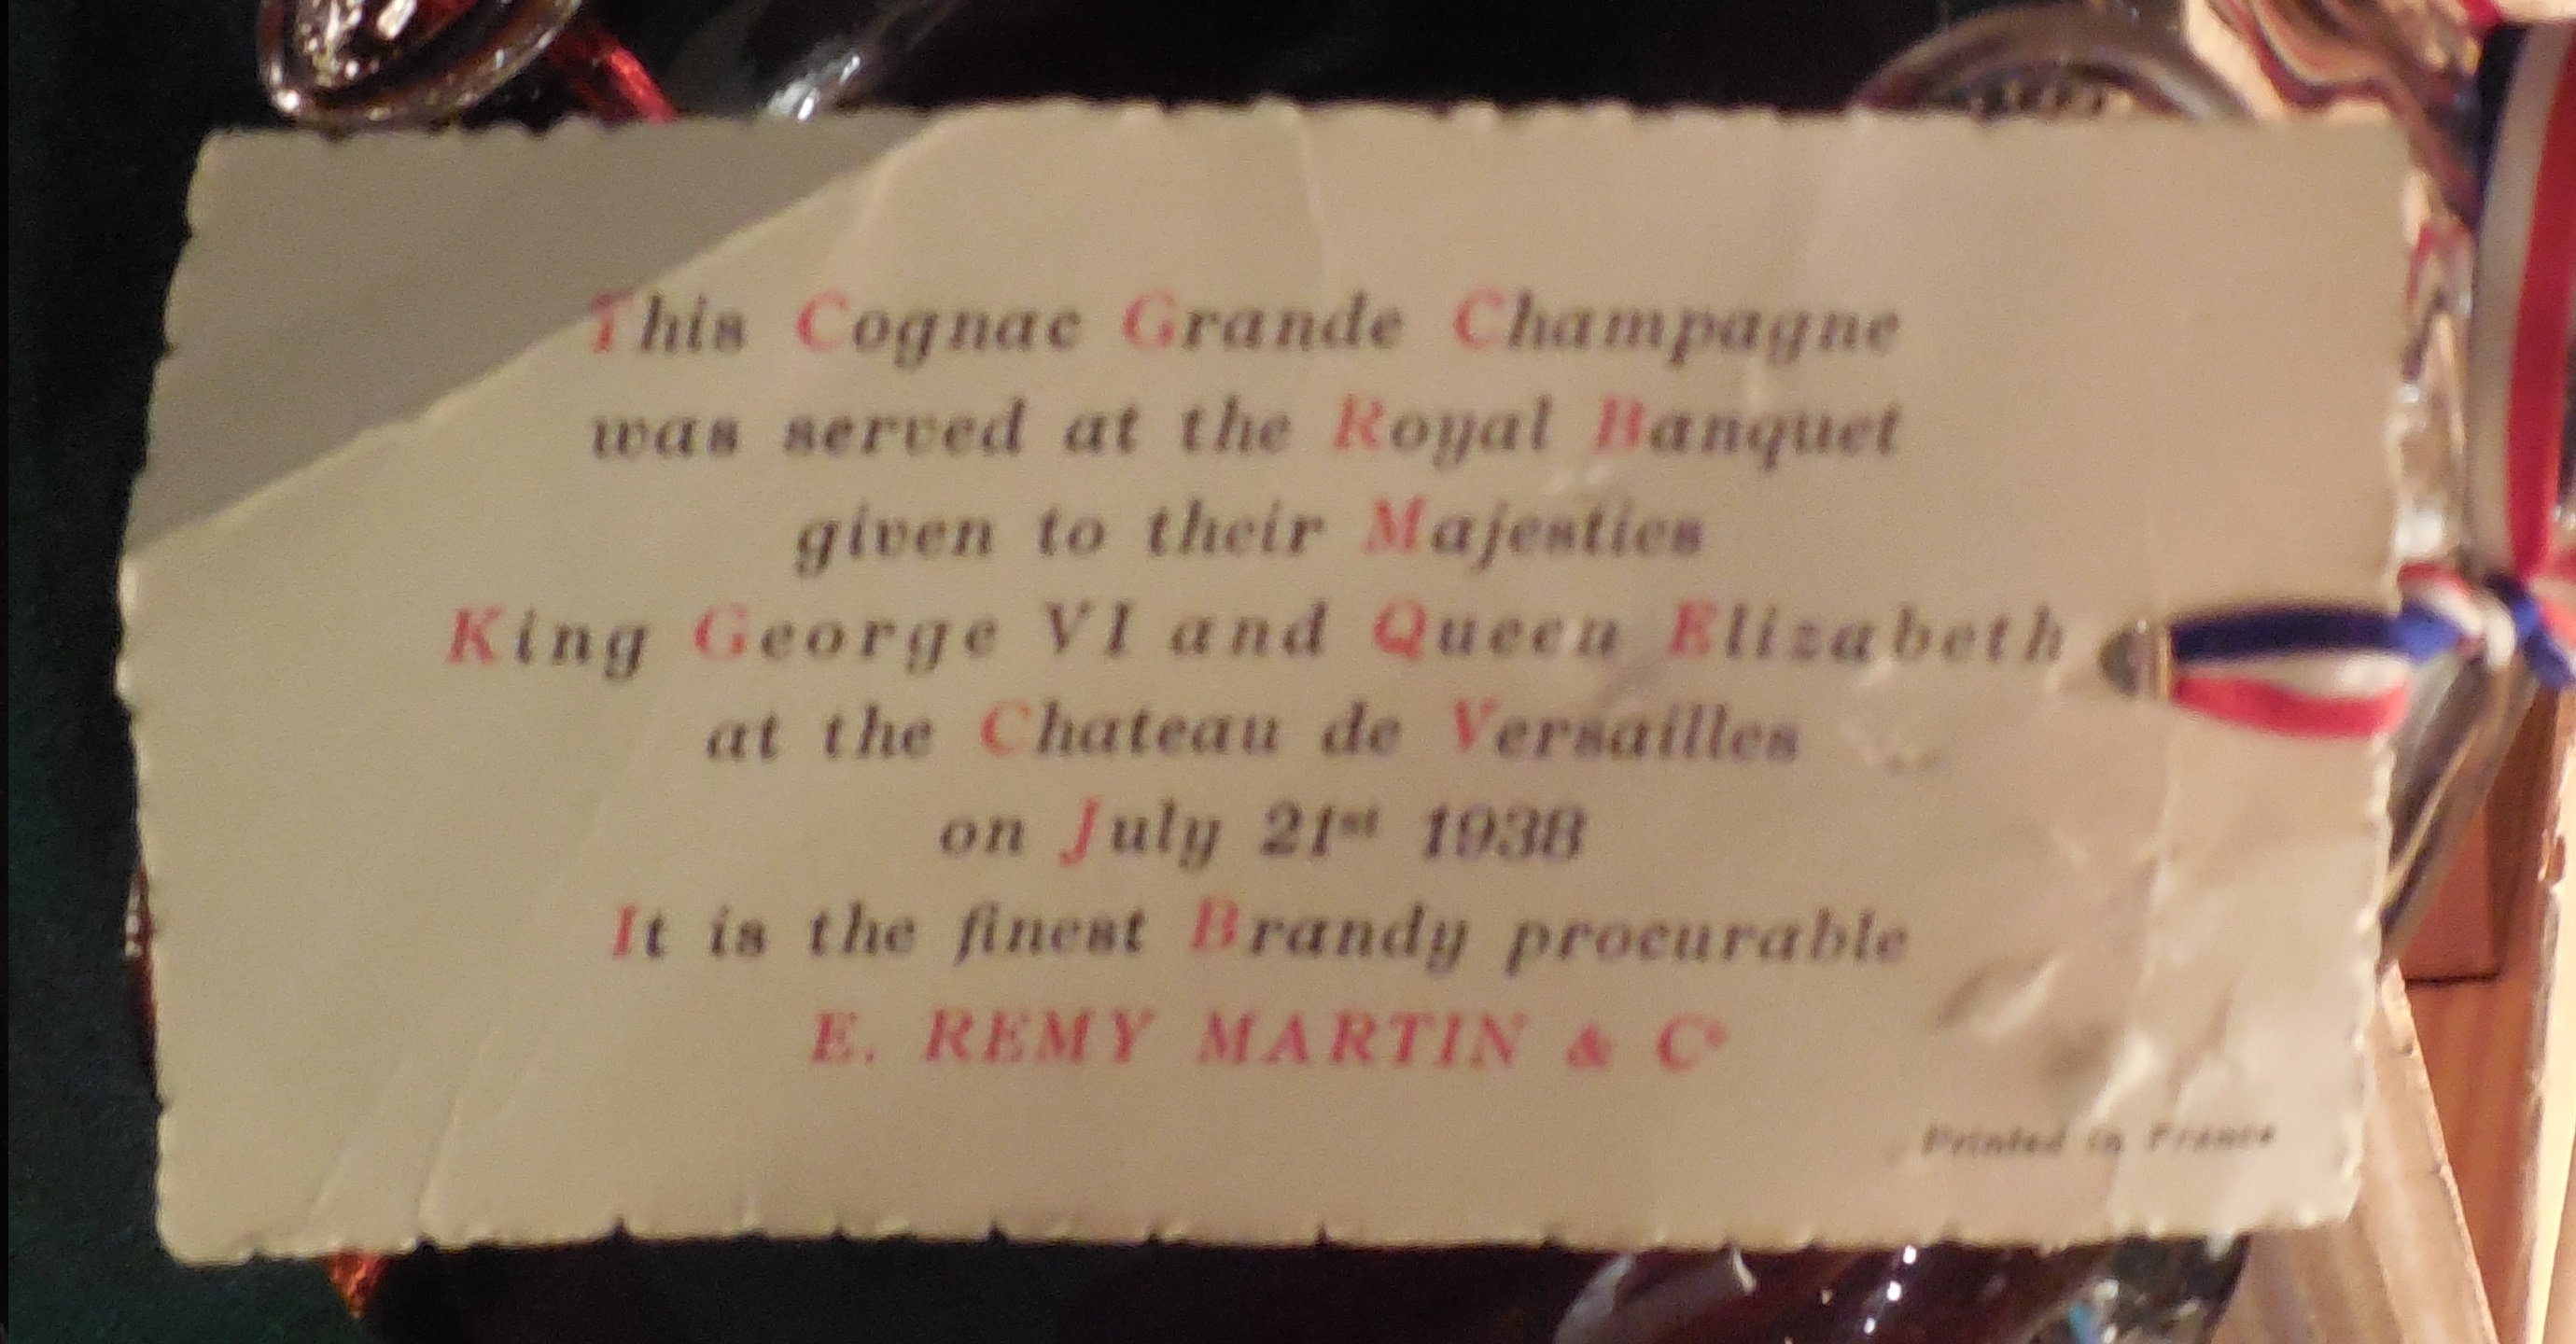 This Cognac Grande Champagne
was served at the Royal Banquet
given to their Majesties
King George VI and Queen Elizabeth
at the Chateau de Versailles
on July 21st 1938
It is the finest Brandy procurable
E. REMY MARTIN & Co
Printed in France